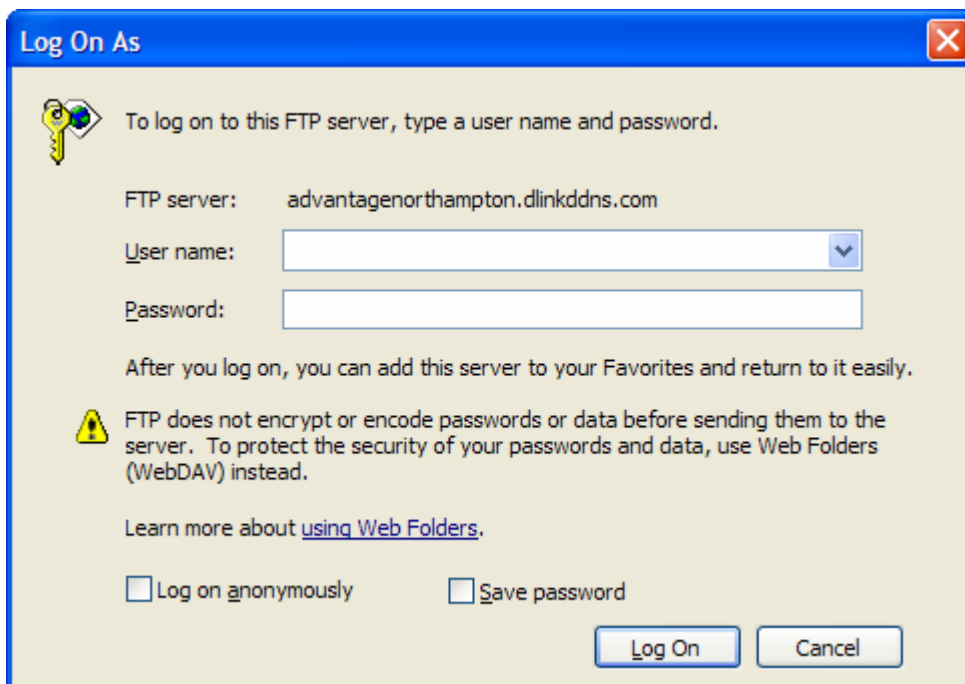 Log On As
To log on to this FTP server, type a user name and password.
FTP server: advantagenorthampton.dlinkddns.com
User name:
Password:
After you log on, you can add this server to your Favorites and return to it easily.
FTP does not encrypt or encode passwords or data before sending them to the
server. To protect the security of your passwords and data, use Web Folders
(WebDAV) instead.
Learn more about using Web Folders.
Log on anonymously Save password
Log On Cancel